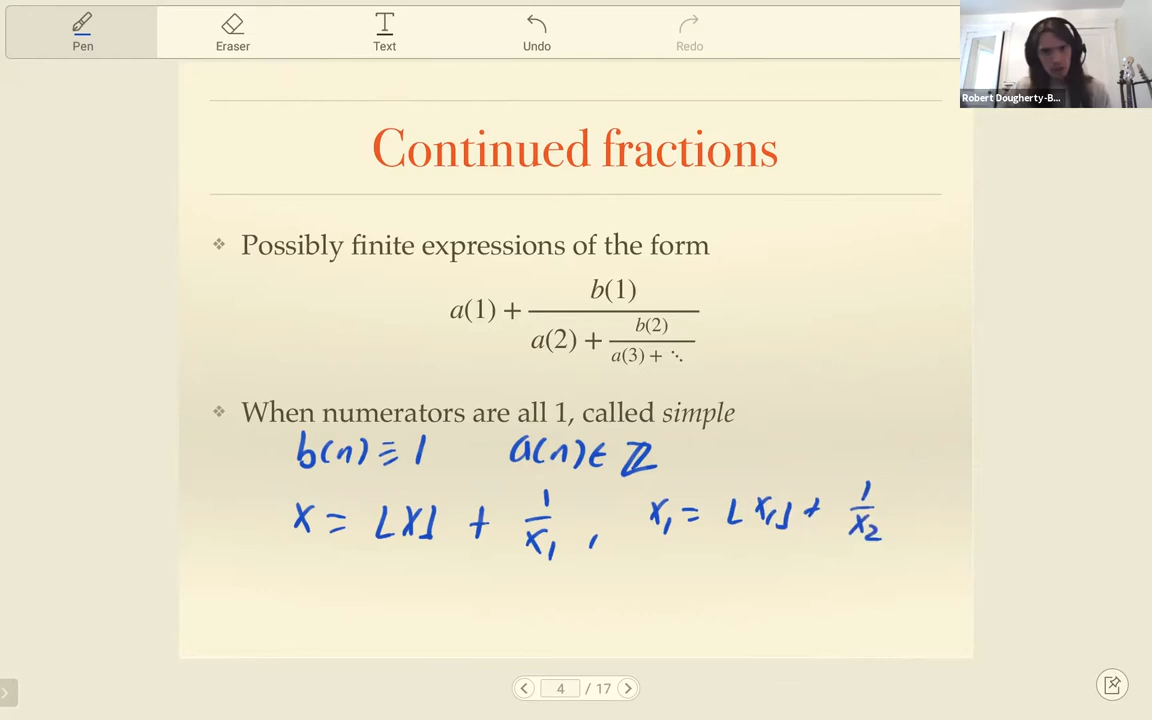 Pen Eraser Text Undo Redo
Robert Dougherty-B...
Continued fractions
❖ Possibly finite expressions of the form
a(1) + b(1) / (a(2) + b(2) / (a(3) + ⋱
❖ When numerators are all 1, called simple
b(n) ≡ 1 a(n) ∈ ℤ
x = ⌊x⌋ + 1/x₁ , x₁ = ⌊x₁⌋ + 1/x₂
4 / 17